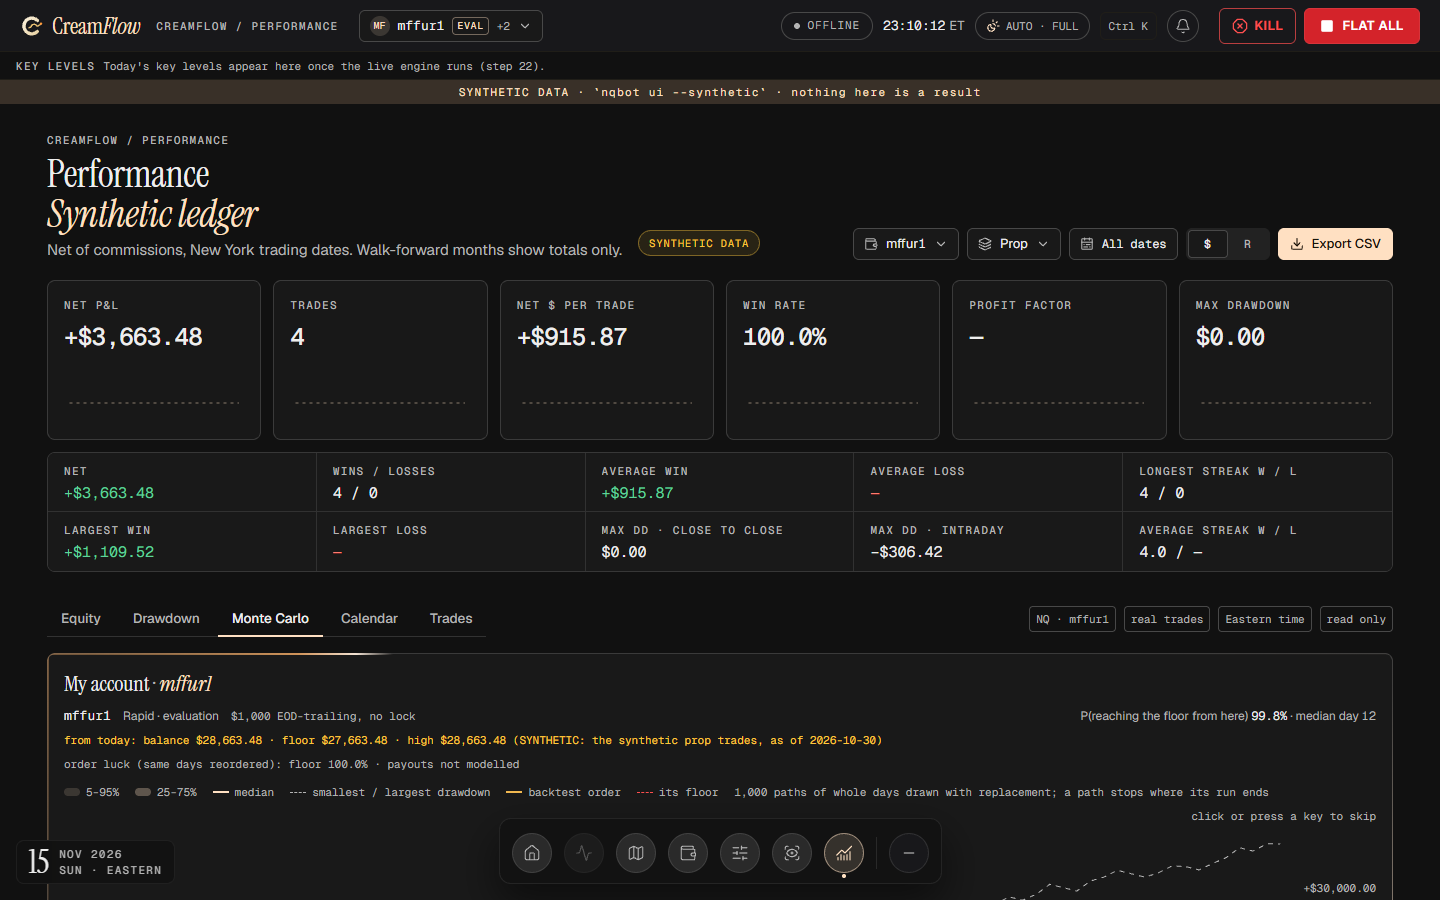 CreamFlow CREAMFLOW / PERFORMANCE MF mffur1 EVAL +2 OFFLINE 23:10:12 ET AUTO · FULL Ctrl K KILL FLAT ALL
KEY LEVELS Today's key levels appear here once the live engine runs (step 22).
SYNTHETIC DATA · `nqbot ui --synthetic` · nothing here is a result
CREAMFLOW / PERFORMANCE
Performance
Synthetic ledger
Net of commissions, New York trading dates. Walk-forward months show totals only. SYNTHETIC DATA mffur1 Prop All dates $ R Export CSV
NET P&L TRADES NET $ PER TRADE WIN RATE PROFIT FACTOR MAX DRAWDOWN
+$3,663.48 4 +$915.87 100.0% — $0.00
NET WINS / LOSSES AVERAGE WIN AVERAGE LOSS LONGEST STREAK W / L
+$3,663.48 4 / 0 +$915.87 — 4 / 0
LARGEST WIN LARGEST LOSS MAX DD · CLOSE TO CLOSE MAX DD · INTRADAY AVERAGE STREAK W / L
+$1,109.52 — $0.00 −$306.42 4.0 / —
Equity Drawdown Monte Carlo Calendar Trades NQ · mffur1 real trades Eastern time read only
My account · mffur1
mffur1 Rapid · evaluation $1,000 EOD-trailing, no lock P(reaching the floor from here) 99.8% · median day 12
from today: balance $28,663.48 · floor $27,663.48 · high $28,663.48 (SYNTHETIC: the synthetic prop trades, as of 2026-10-30)
order luck (same days reordered): floor 100.0% · payouts not modelled
5–95% 25–75% median smallest / largest drawdown backtest order its floor 1,000 paths of whole days drawn with replacement; a path stops where its run ends
click or press a key to skip
15 NOV 2026
SUN · EASTERN
+$30,000.00